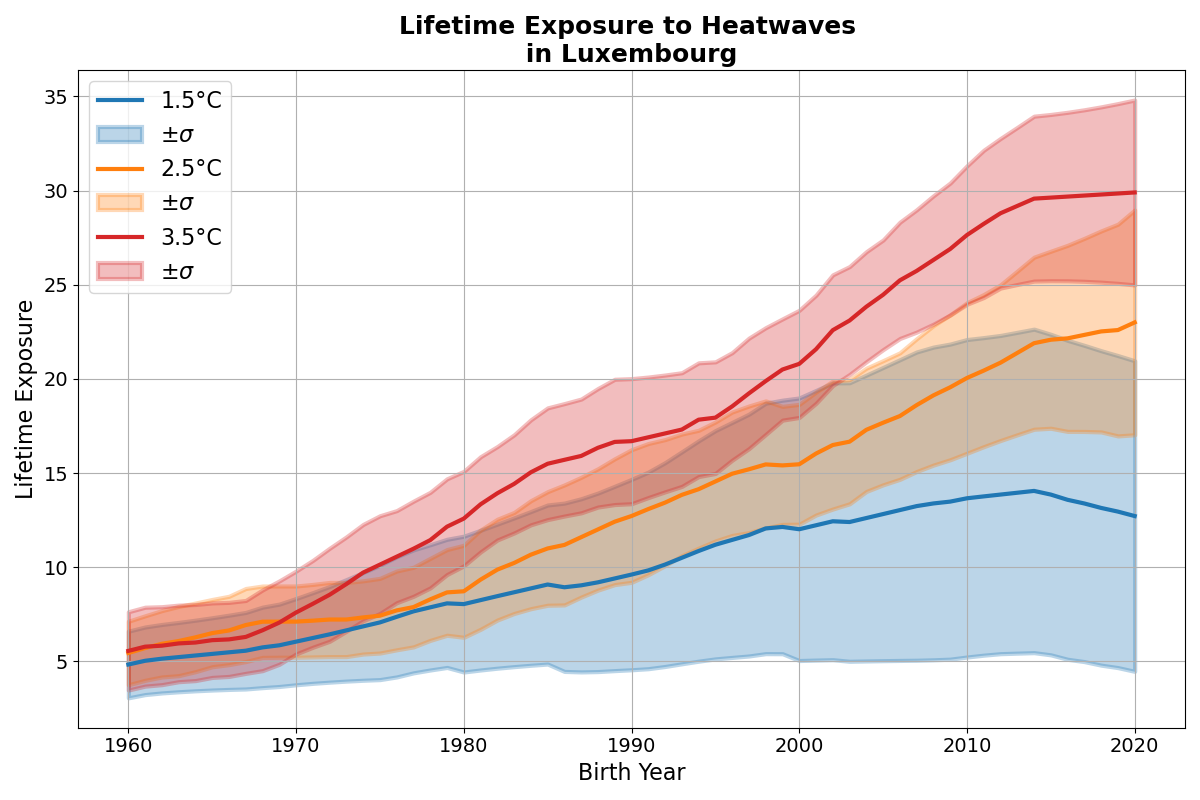 Lifetime Exposure to Heatwaves
in Luxembourg
1.5°C
±σ
2.5°C
±σ
3.5°C
±σ
Lifetime Exposure
35
30
25
20
15
10
5
1960 1970 1980 1990 2000 2010 2020
Birth Year